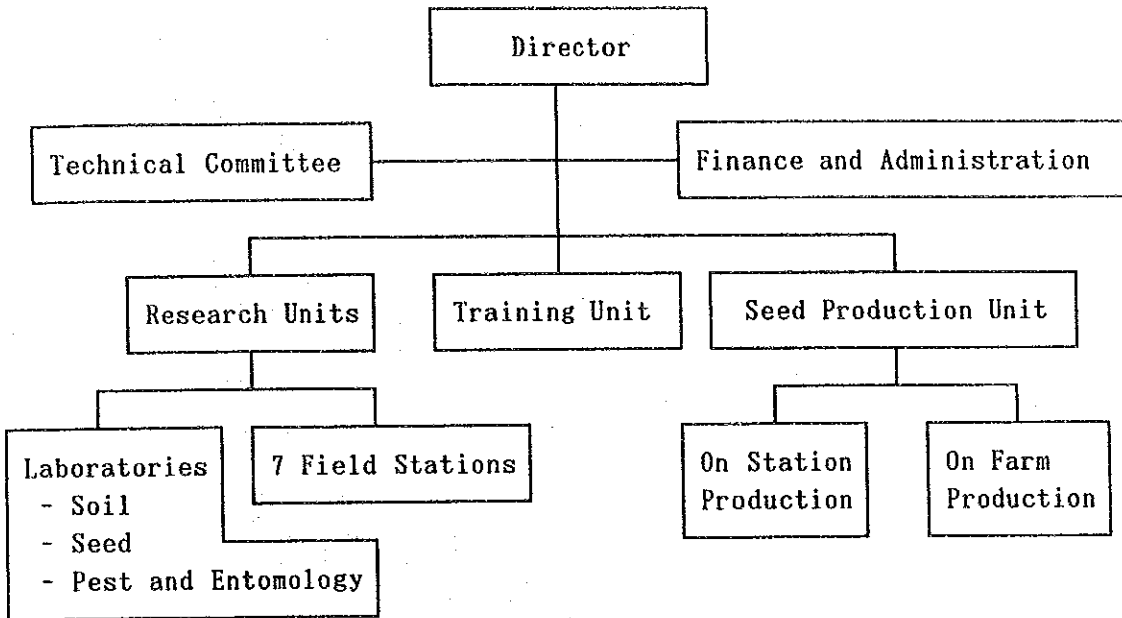 Director
Technical Committee
Finance and Administration
Research Units
Training Unit
Seed Production Unit
Laboratories
- Soil
- Seed
- Pest and Entomology
7 Field Stations
On Station
Production
On Farm
Production